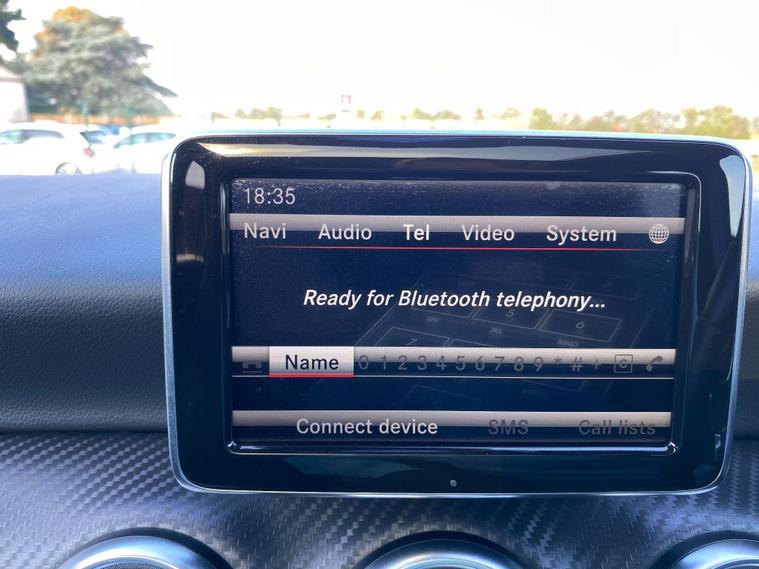 18:35
Navi Audio Tel Video System
Ready for Bluetooth telephony...
Name 0 1 2 3 4 5 6 7 8 9 * # + C
Connect device SMS Call lists